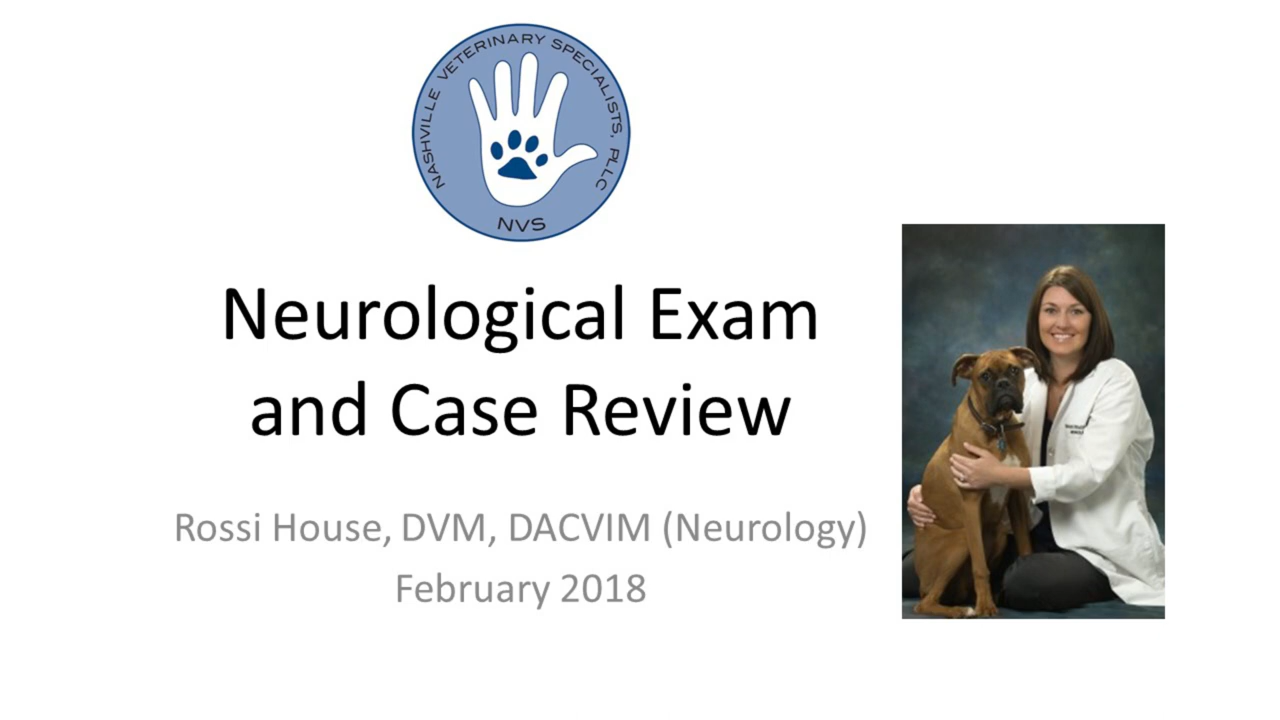 NASHVILLE VETERINARY SPECIALISTS, PLLC
NVS
Neurological Exam
and Case Review
Rossi House, DVM, DACVIM (Neurology)
February 2018